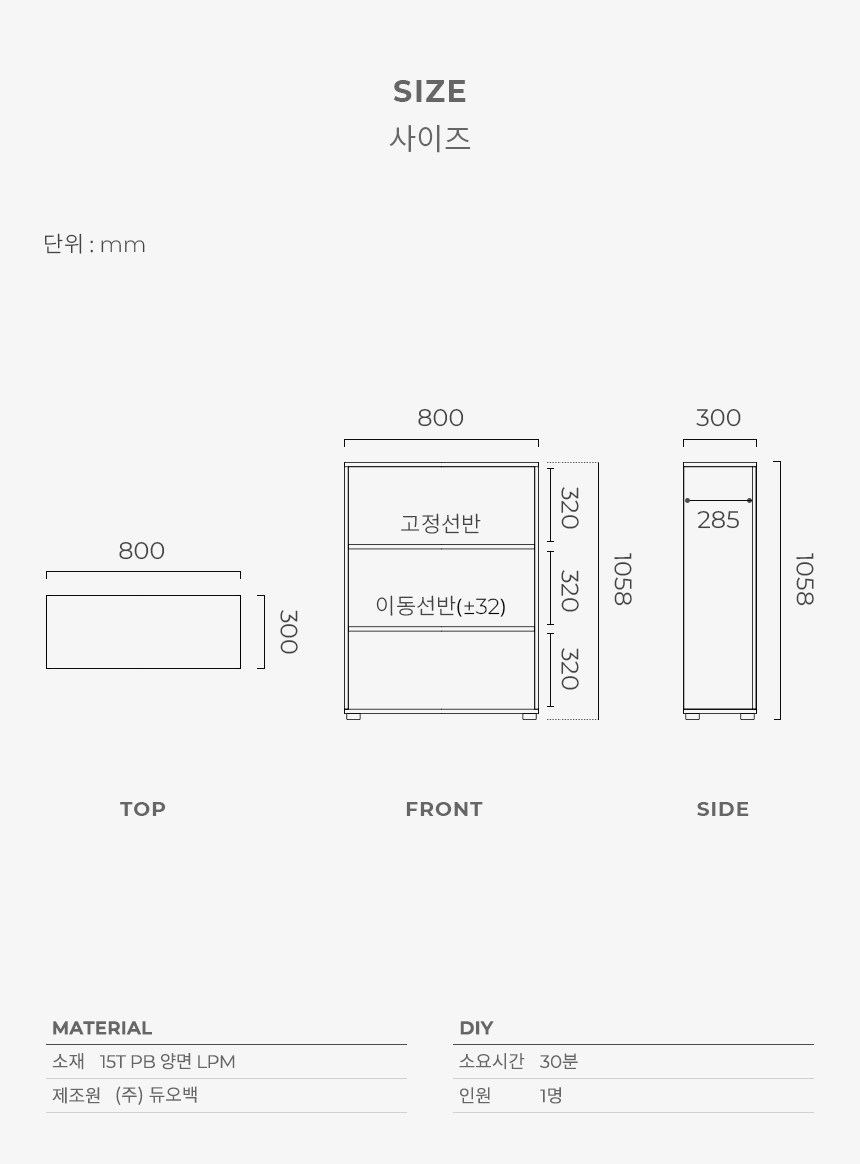 SIZE
사이즈
단위 : mm
800
300
TOP
800
고정선반
이동선반(±32)
320
320
320
1058
FRONT
300
285
1058
SIDE
MATERIAL
소재 15T PB 양면 LPM
제조원 (주) 듀오백
DIY
소요시간 30분
인원 1명